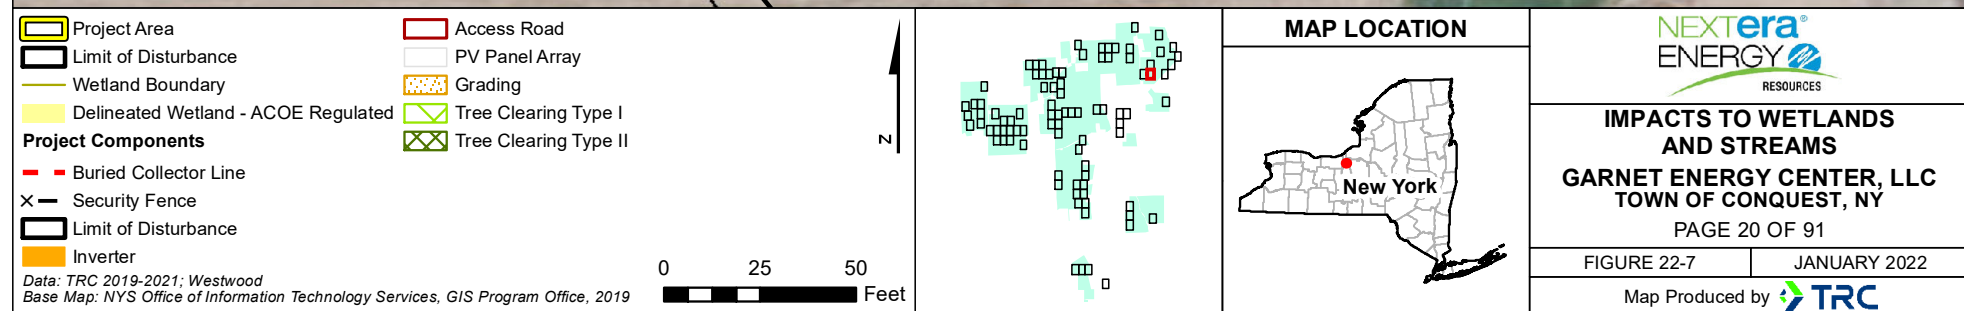 Project Area
Limit of Disturbance
Wetland Boundary
Delineated Wetland - ACOE Regulated
Project Components
Buried Collector Line
Security Fence
Limit of Disturbance
Inverter
Access Road
PV Panel Array
Grading
Tree Clearing Type I
Tree Clearing Type II
Data: TRC 2019-2021; Westwood
Base Map: NYS Office of Information Technology Services, GIS Program Office, 2019
N
0 25 50
Feet
MAP LOCATION
New York
NEXTera®
ENERGY
RESOURCES
IMPACTS TO WETLANDS
AND STREAMS
GARNET ENERGY CENTER, LLC
TOWN OF CONQUEST, NY
PAGE 20 OF 91
FIGURE 22-7 JANUARY 2022
Map Produced by TRC